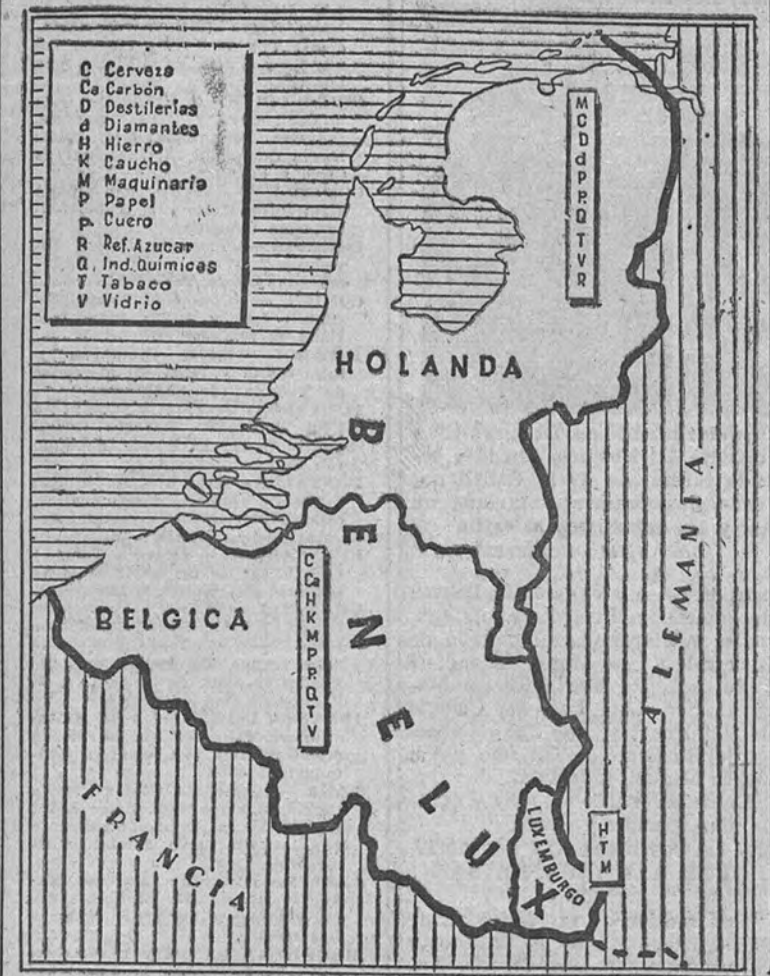 C Cerveza
Ca Carbón
D Destilerías
d Diamantes
H Hierro
K Caucho
M Maquinaria
P Papel
p. Cuero
R Ref. Azucar
Q. Ind. Químicas
T Tabaco
V Vidrio
M
C
D
d
P
P.
Q
T
V
R
HOLANDA
BENELUX
BELGICA
C
Ca
H
K
M
P
P.
Q
T
V
ALEMANIA
FRANCIA
LUXEMBURGO
H
T
M